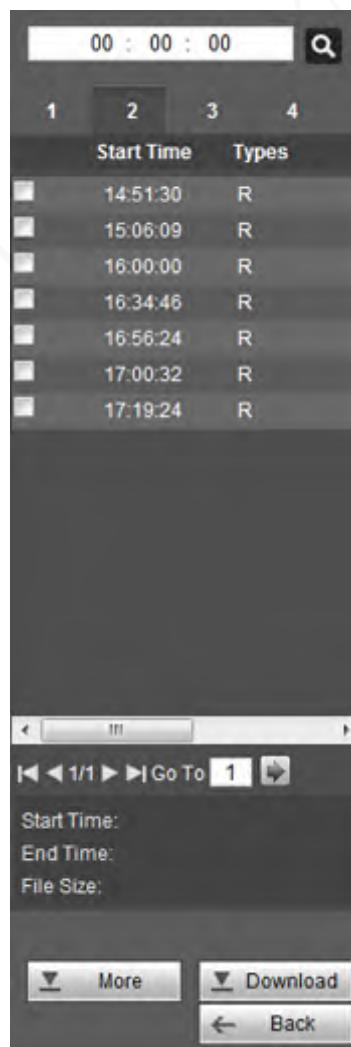 00 : 00 : 00
1 2 3 4
Start Time Types
14:51:30 R
15:06:09 R
16:00:00 R
16:34:46 R
16:56:24 R
17:00:32 R
17:19:24 R
1/1 Go To 1
Start Time:
End Time:
File Size:
More Download
Back